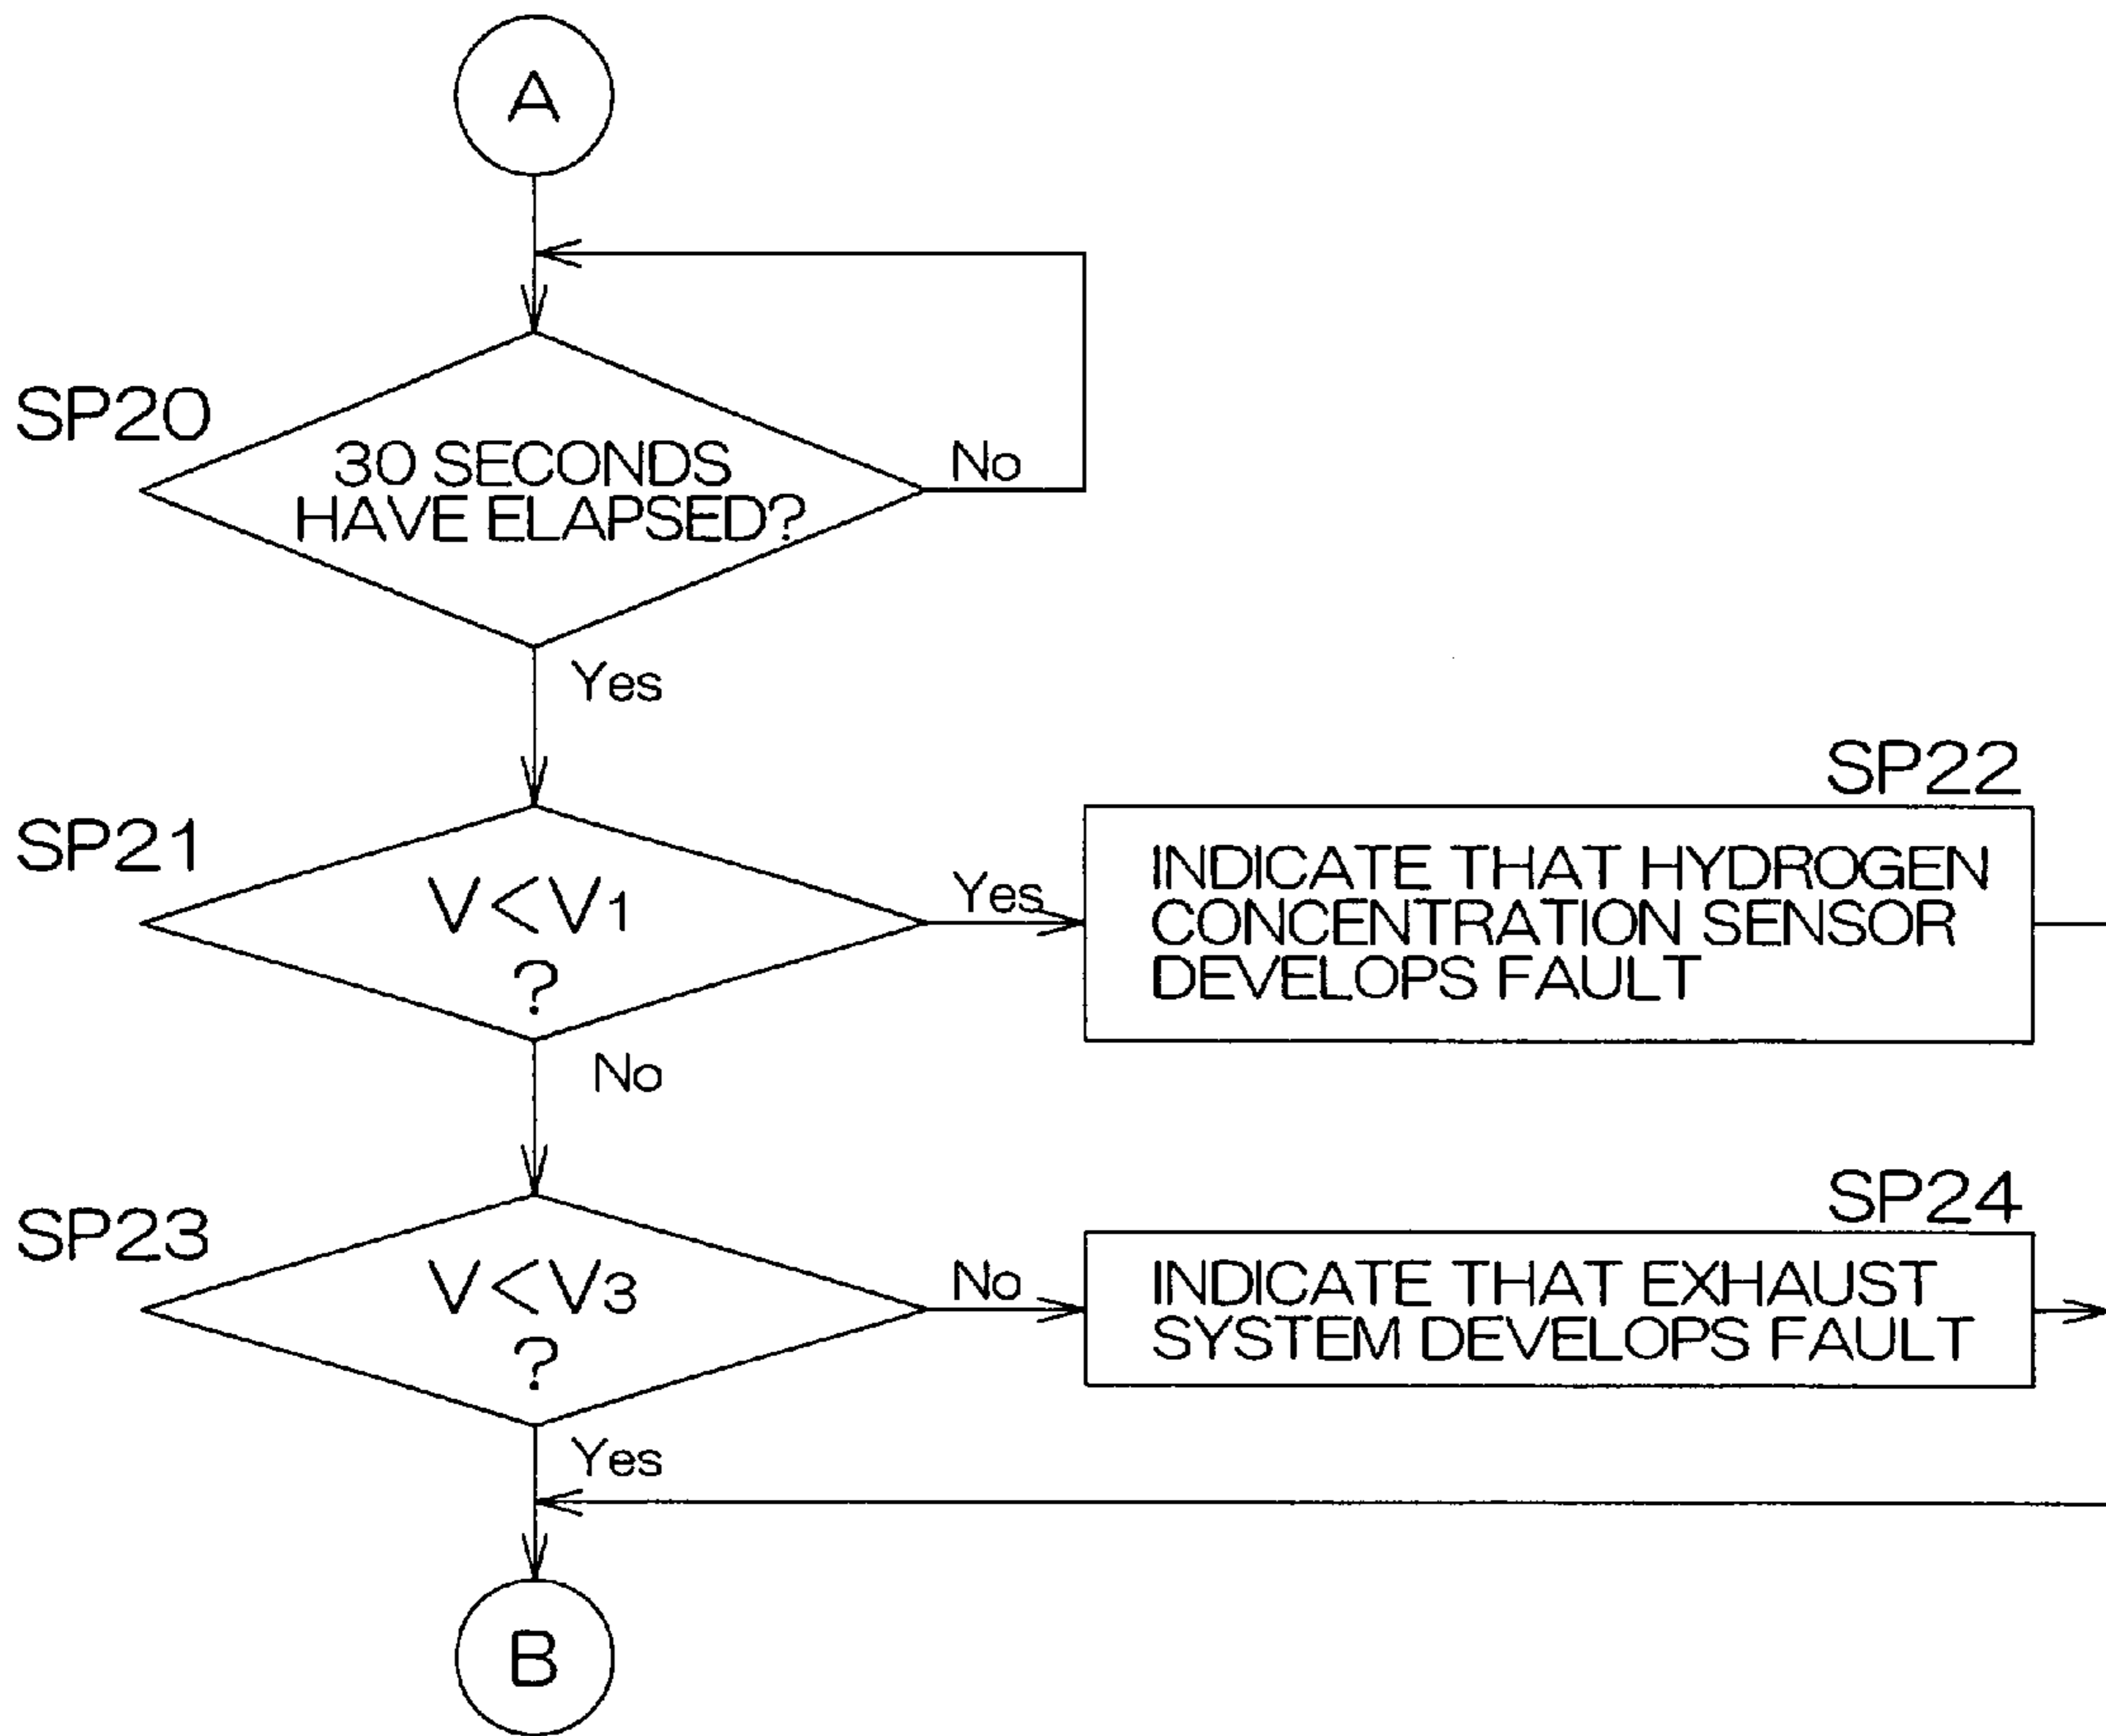 A
SP20
30 SECONDS
HAVE ELAPSED?
No
Yes
SP21
V<V1
?
Yes
SP22
INDICATE THAT HYDROGEN
CONCENTRATION SENSOR
DEVELOPS FAULT
No
SP23
V<V3
?
No
SP24
INDICATE THAT EXHAUST
SYSTEM DEVELOPS FAULT
Yes
B